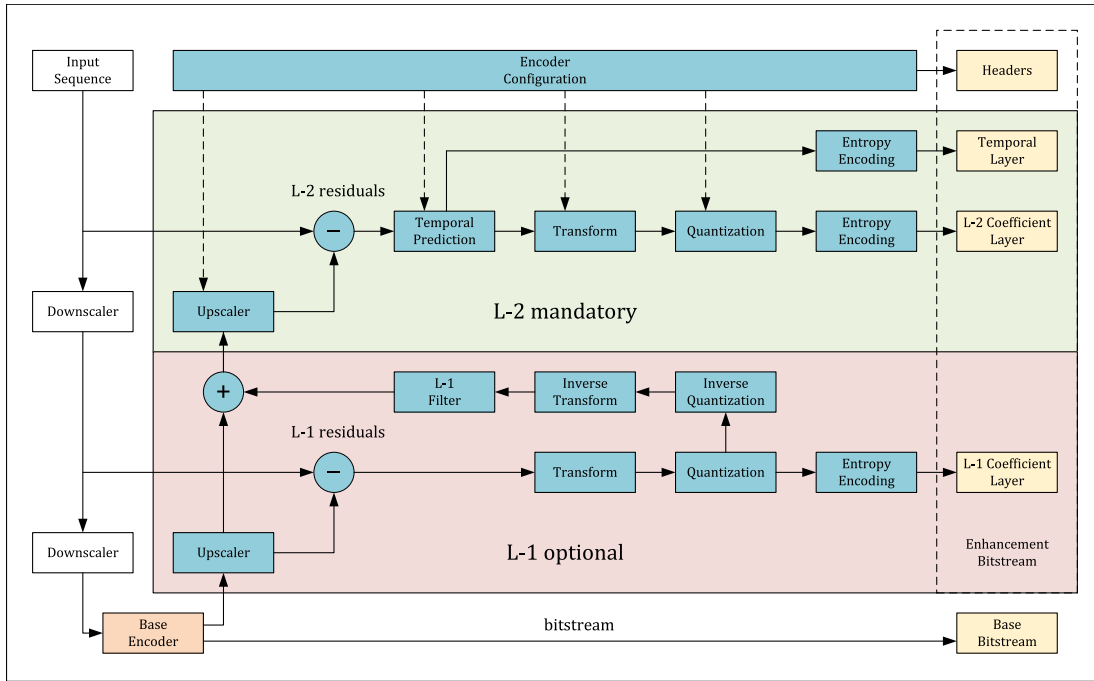 Input
Sequence
Encoder
Configuration
Headers
Entropy
Encoding
Temporal
Layer
L-2 residuals
−
Temporal
Prediction
Transform
Quantization
Entropy
Encoding
L-2 Coefficient
Layer
Downscaler
Upscaler
L-2 mandatory
+
L-1
Filter
Inverse
Transform
Inverse
Quantization
L-1 residuals
−
Transform
Quantization
Entropy
Encoding
L-1 Coefficient
Layer
Downscaler
Upscaler
L-1 optional
Enhancement
Bitstream
Base
Encoder
bitstream
Base
Bitstream